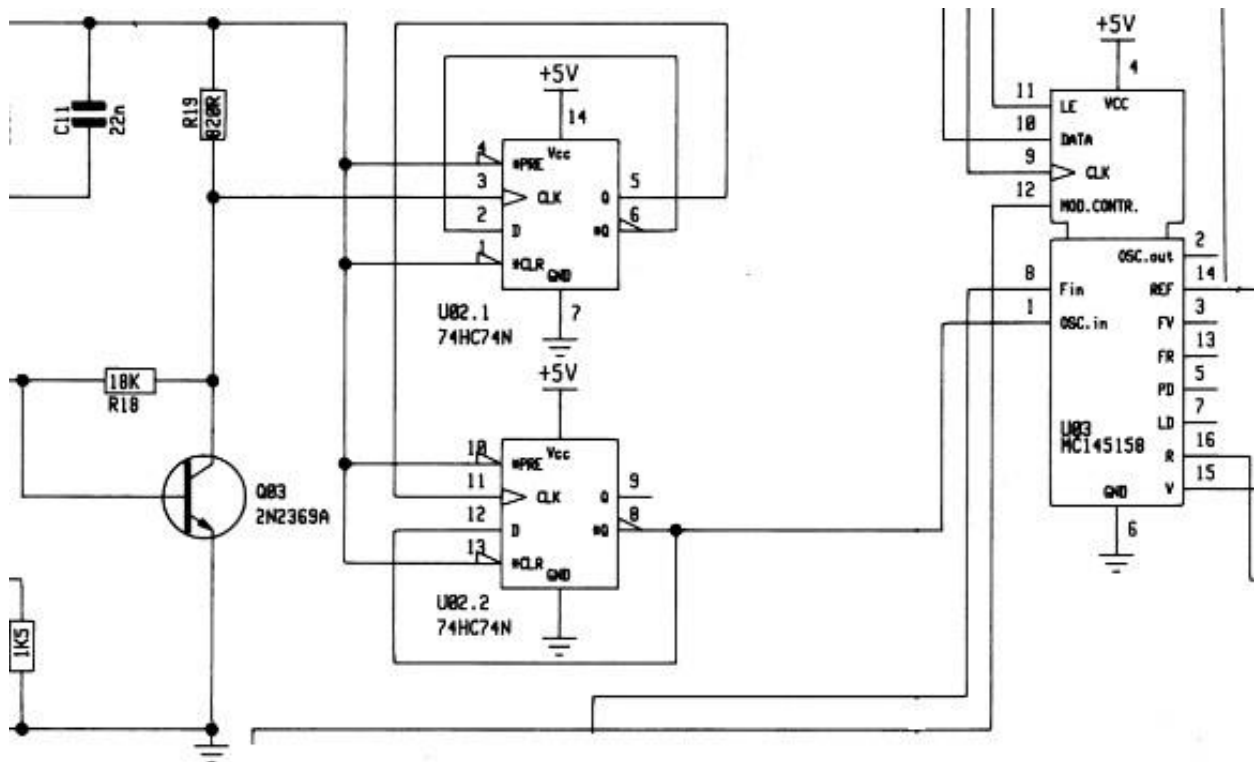 C11
22n
R19
820R
18K
R18
Q03
2N2369A
1K5
+5V
14
4
Vcc
*PRE
3
CLK
Q
5
2
D
*Q
6
1
*CLR
GND
7
U02.1
74HC74N
+5V
10
Vcc
*PRE
11
CLK
Q
9
12
D
*Q
8
13
*CLR
GND
U02.2
74HC74N
+5V
4
11
LE
VCC
10
DATA
9
CLK
12
MOD.CONTR.
OSC.out
2
8
Fin
REF
14
1
OSC.in
FV
3
FR
13
PD
5
LD
7
U03
MC145158
R
16
V
15
GND
6